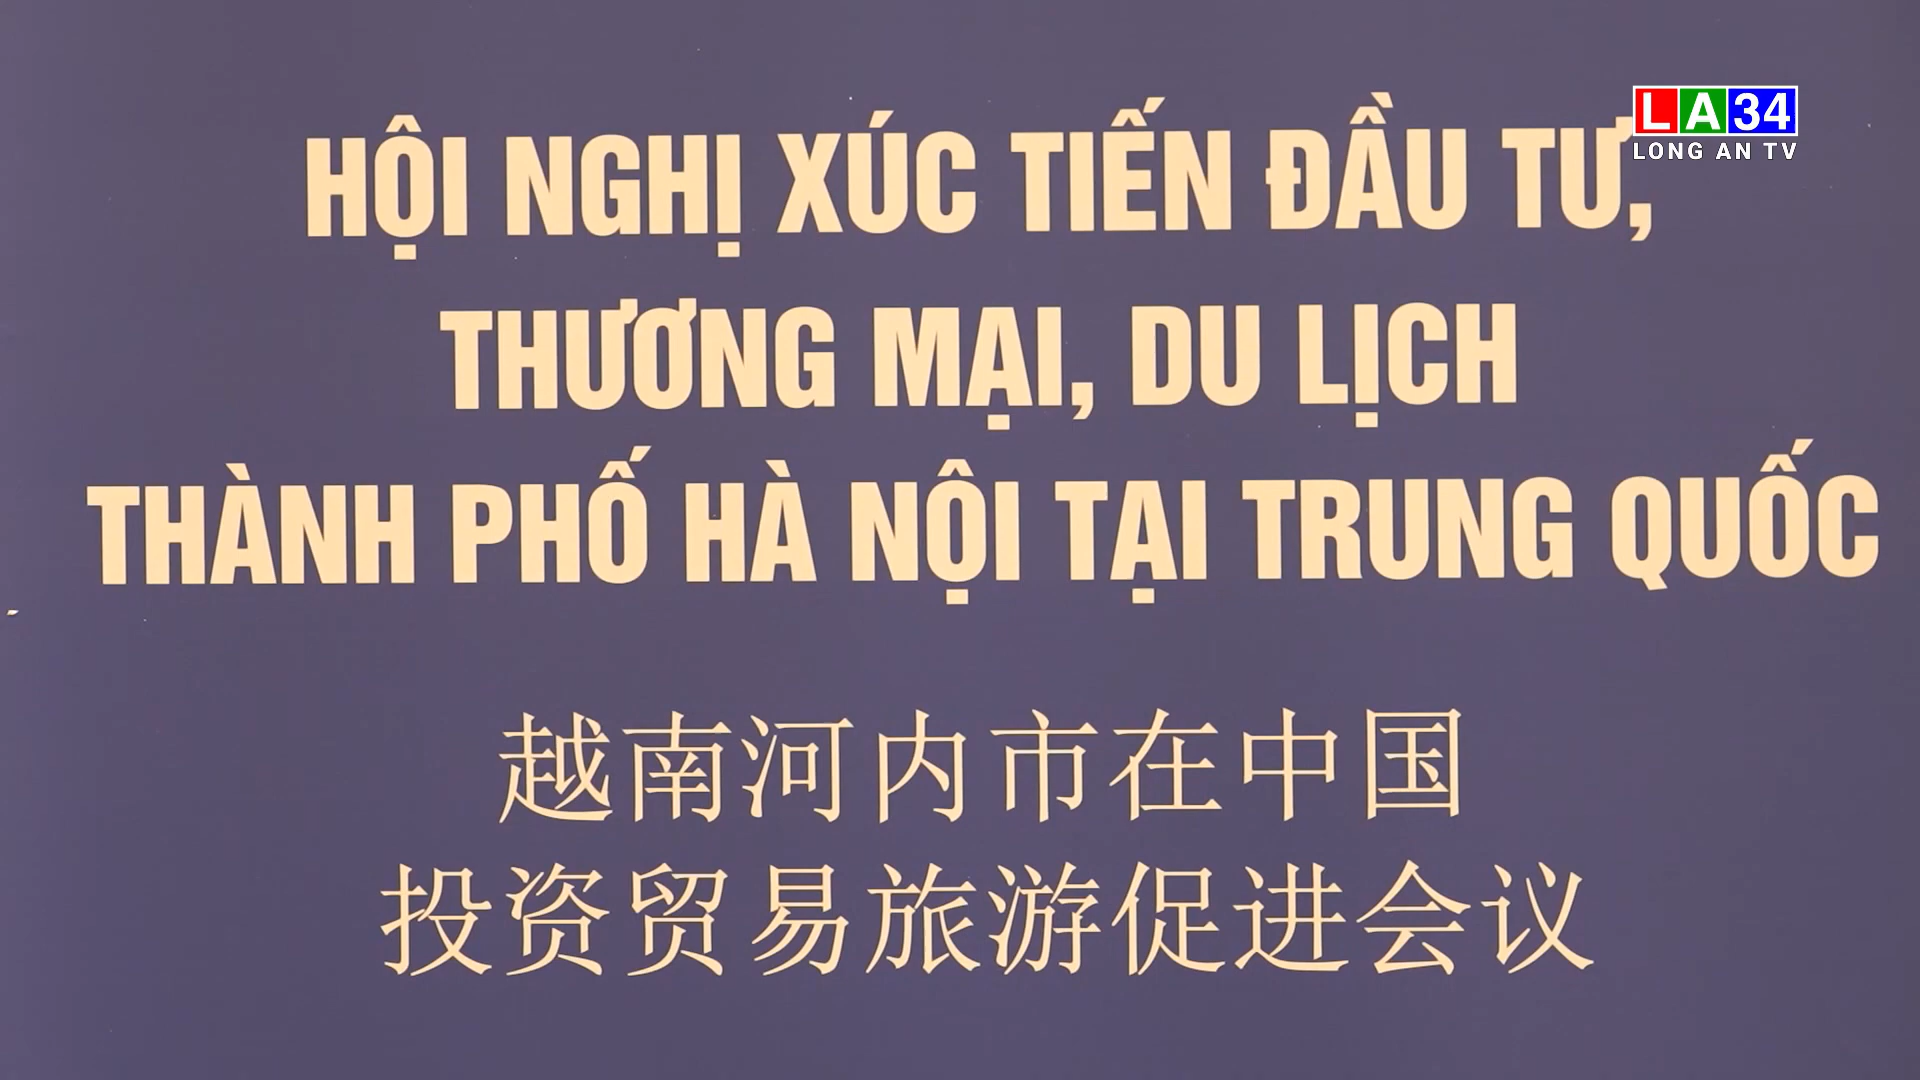 HỘI NGHỊ XÚC TIẾN ĐẦU TƯ,
LA34
LONG AN TV
THƯƠNG MẠI, DU LỊCH
THÀNH PHỐ HÀ NỘI TẠI TRUNG QUỐC
越南河内市在中国
投资贸易旅游促进会议